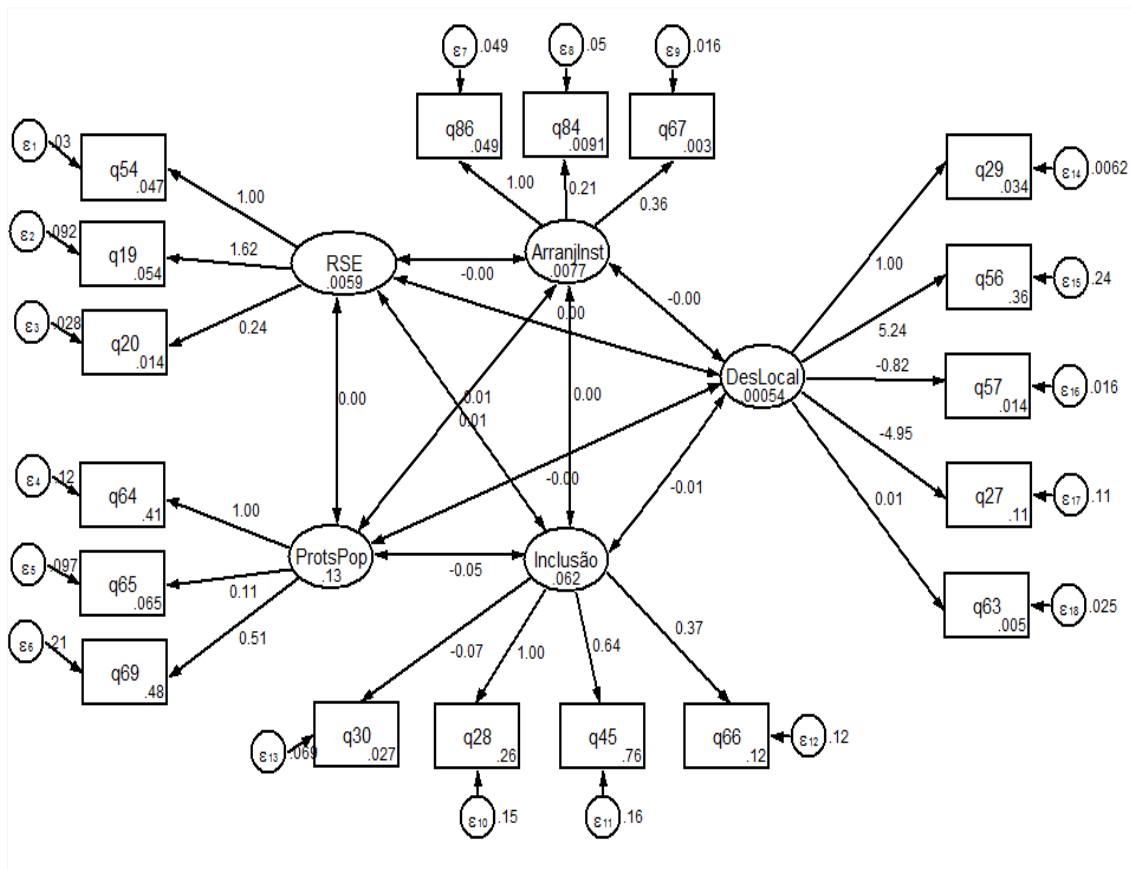 ε7 .049
ε8 .05
ε9 .016
q86 .049
q84 .0091
q67 .003
1.00
0.21
0.36
ε1 .03
q54 .047
1.00
ε2 .092
q19 .054
1.62
ε3 .028
q20 .014
0.24
RSE
.0059
ArranjInst
.0077
-0.00
0.00
-0.00
q29 .034
ε14 .0062
1.00
q56 .36
ε15 .24
5.24
DesLocal
.00054
-0.82
q57 .014
ε16 .016
-4.95
q27 .11
ε17 .11
0.01
q63 .005
ε18 .025
0.00
0.01
0.01
0.00
-0.00
-0.01
ε4 .12
q64 .41
1.00
ε5 .097
q65 .065
0.11
ε6 .21
q69 .48
0.51
ProtsPop
.13
-0.05
Inclusão
.062
-0.07
1.00
0.64
0.37
ε13 .069
q30 .027
q28 .26
q45 .76
q66 .12
ε12 .12
ε10 .15
ε11 .16